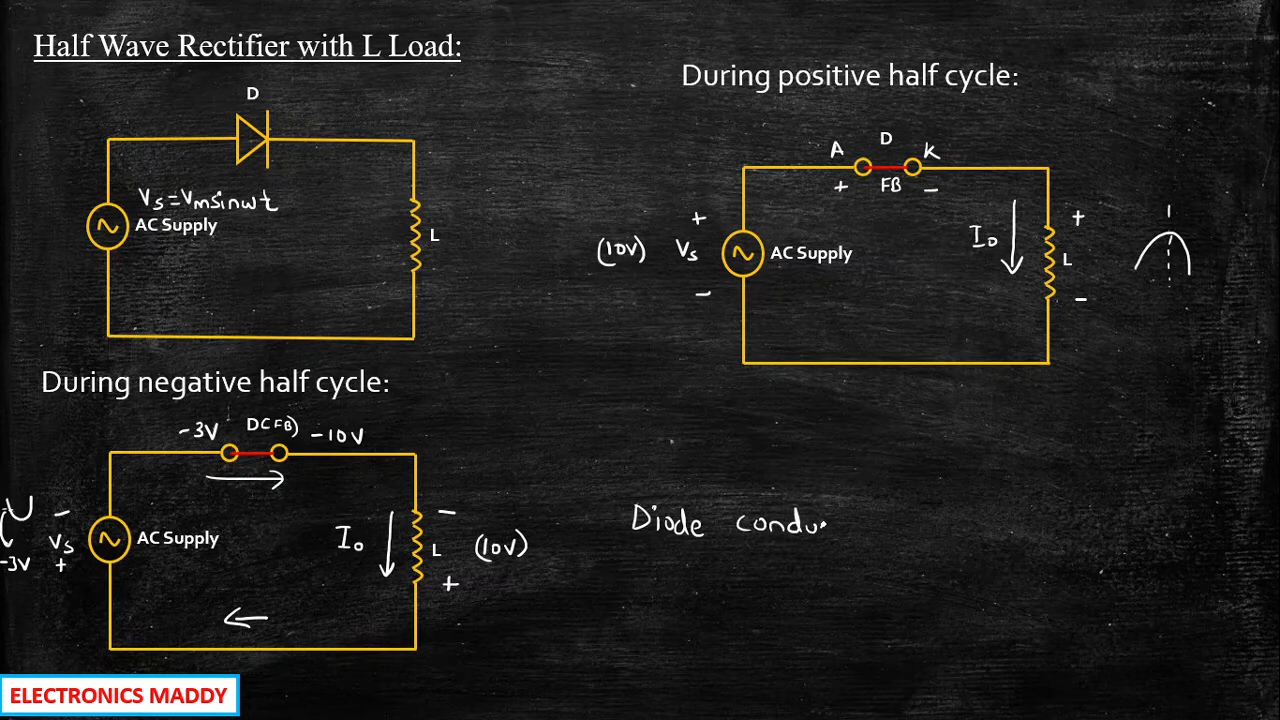 Half Wave Rectifier with L Load:
D
Vs=Vmsinωt
AC Supply
L
During positive half cycle:
D
A
K
+
FB
−
+
(10V)
Vs
−
AC Supply
Io
+
L
−
During negative half cycle:
-3V
D(FB)
-10V
−
Vs
+
-3V
AC Supply
Io
−
L
+
(10V)
Diode condu
ELECTRONICS MADDY